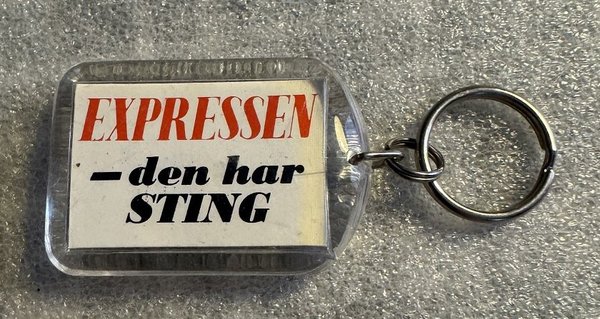 EXPRESSEN
– den har
STING